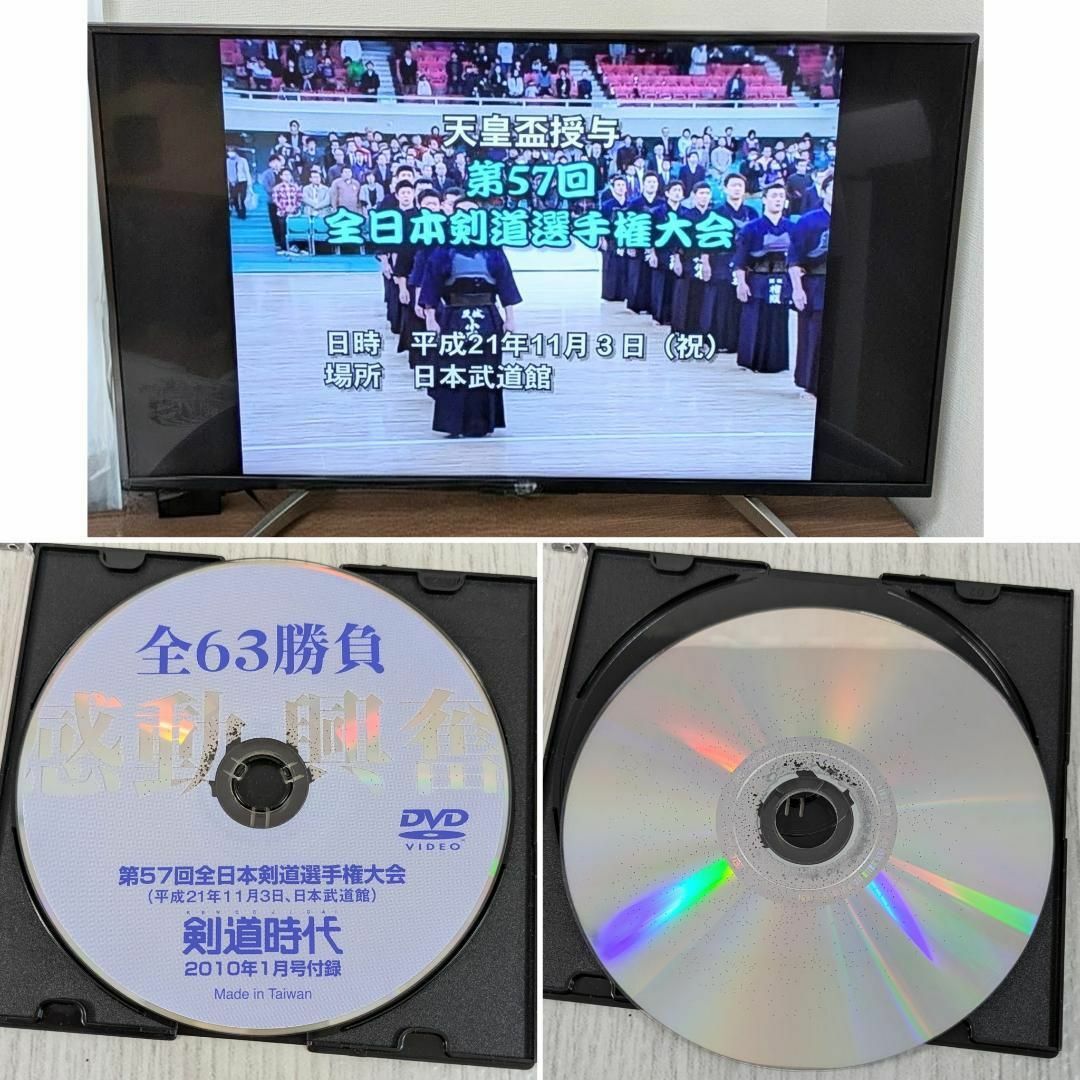 天皇盃授与
第57回
全日本剣道選手権大会
日時 平成21年11月3日(祝)
場所 日本武道館
全63勝負
感動興奮
DVD
VIDEO
第57回全日本剣道選手権大会
(平成21年11月3日、日本武道館)
KENDOJIDAI
剣道時代
2010年1月号付録
Made in Taiwan